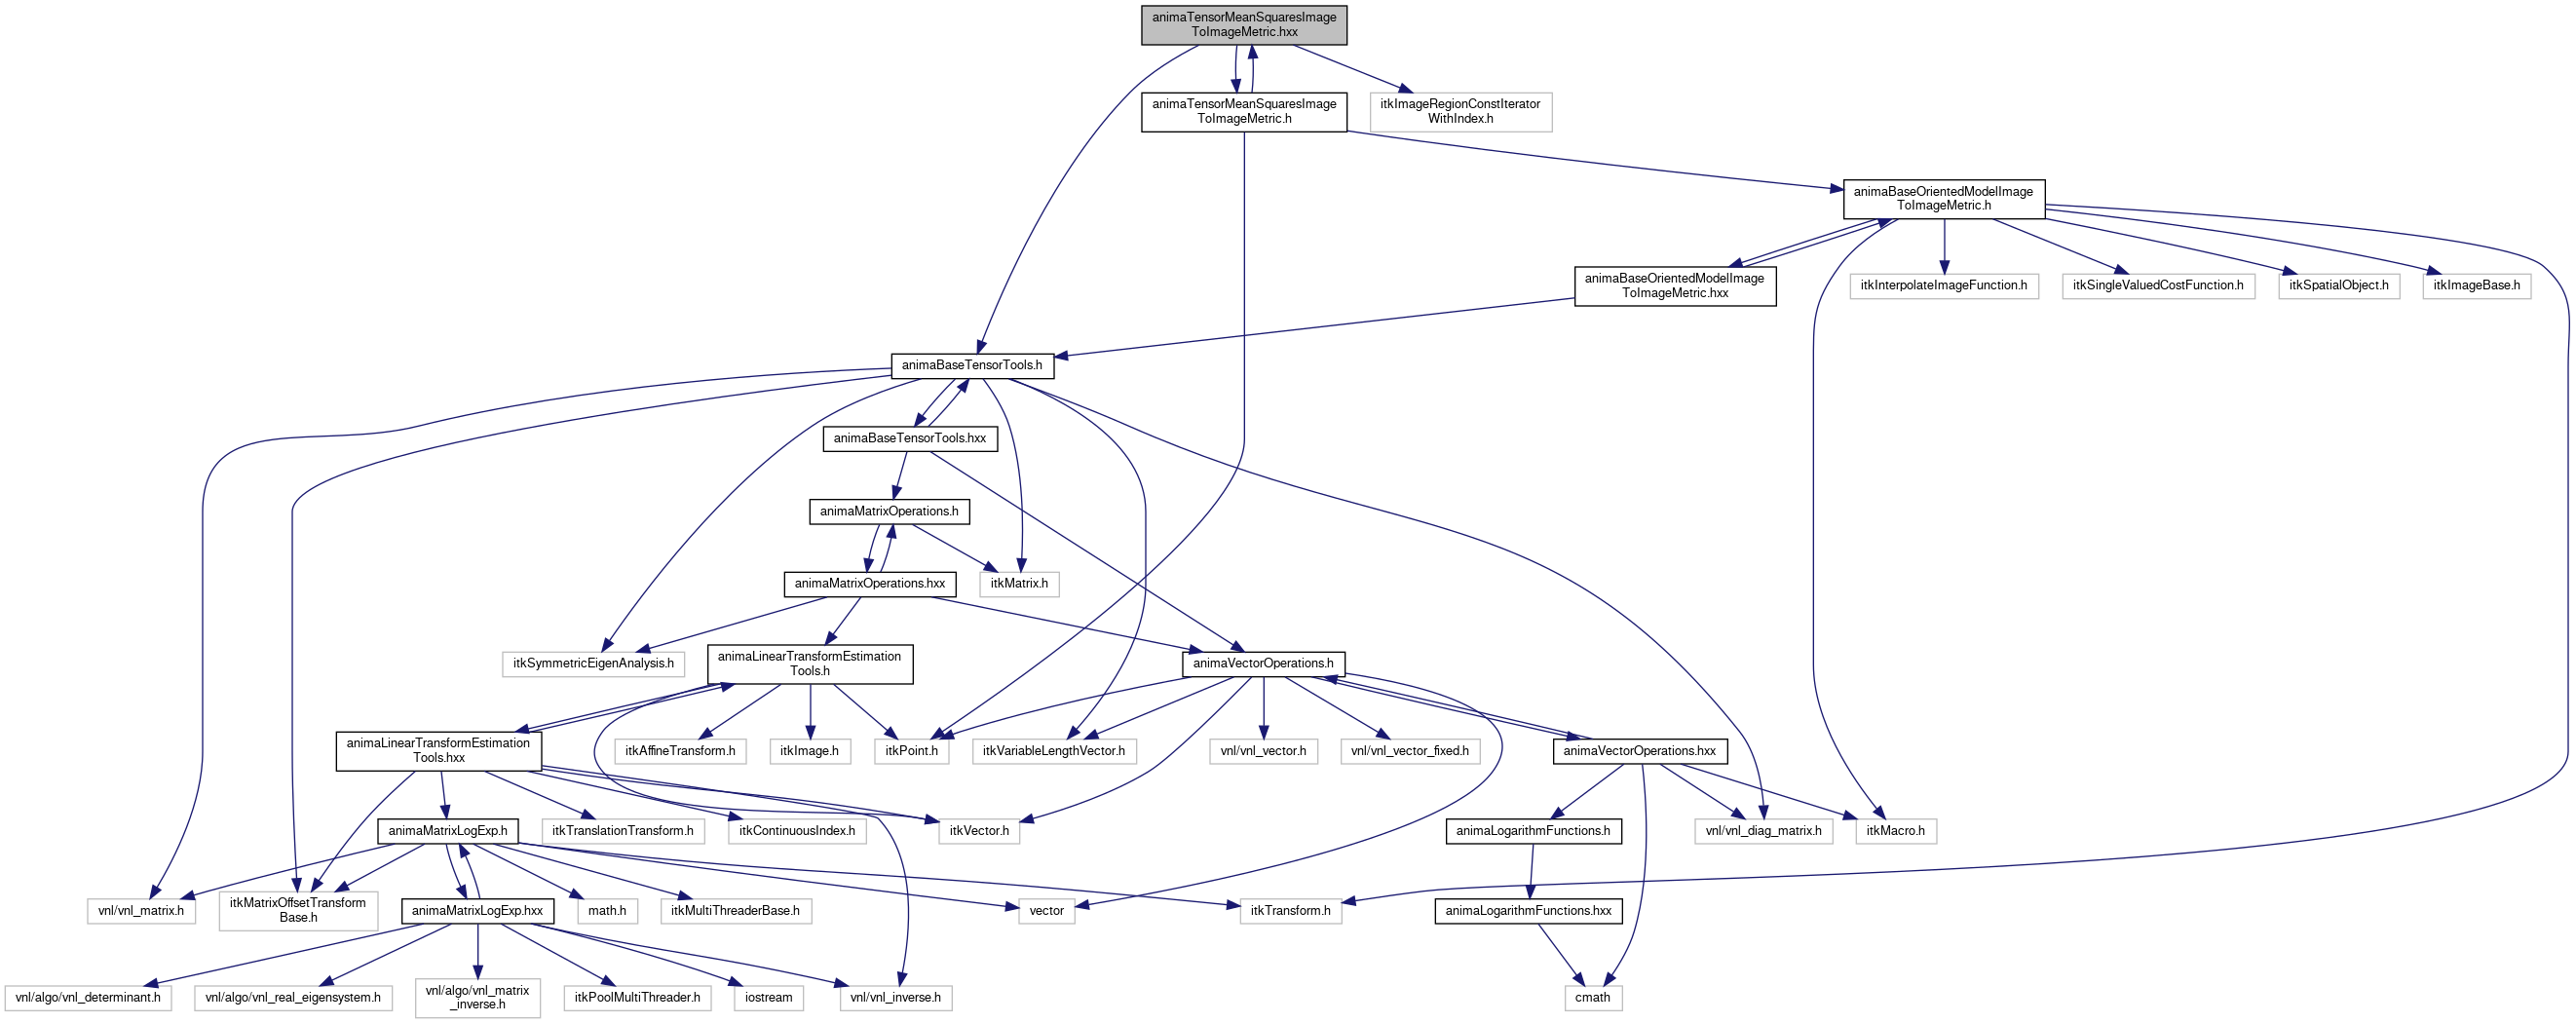 animaTensorMeanSquaresImage
ToImageMetric.hxx
animaTensorMeanSquaresImage
ToImageMetric.h
itkImageRegionConstIterator
WithIndex.h
animaBaseOrientedModelImage
ToImageMetric.h
animaBaseOrientedModelImage
ToImageMetric.hxx
itkInterpolateImageFunction.h
itkSingleValuedCostFunction.h
itkSpatialObject.h
itkImageBase.h
animaBaseTensorTools.h
animaBaseTensorTools.hxx
animaMatrixOperations.h
animaMatrixOperations.hxx
itkMatrix.h
itkSymmetricEigenAnalysis.h
animaLinearTransformEstimation
Tools.h
animaVectorOperations.h
animaLinearTransformEstimation
Tools.hxx
itkAffineTransform.h
itkImage.h
itkPoint.h
itkVariableLengthVector.h
vnl/vnl_vector.h
vnl/vnl_vector_fixed.h
animaVectorOperations.hxx
animaMatrixLogExp.h
itkTranslationTransform.h
itkContinuousIndex.h
itkVector.h
animaLogarithmFunctions.h
vnl/vnl_diag_matrix.h
itkMacro.h
vnl/vnl_matrix.h
itkMatrixOffsetTransform
Base.h
animaMatrixLogExp.hxx
math.h
itkMultiThreaderBase.h
vector
itkTransform.h
animaLogarithmFunctions.hxx
vnl/algo/vnl_determinant.h
vnl/algo/vnl_real_eigensystem.h
vnl/algo/vnl_matrix
_inverse.h
itkPoolMultiThreader.h
iostream
vnl/vnl_inverse.h
cmath